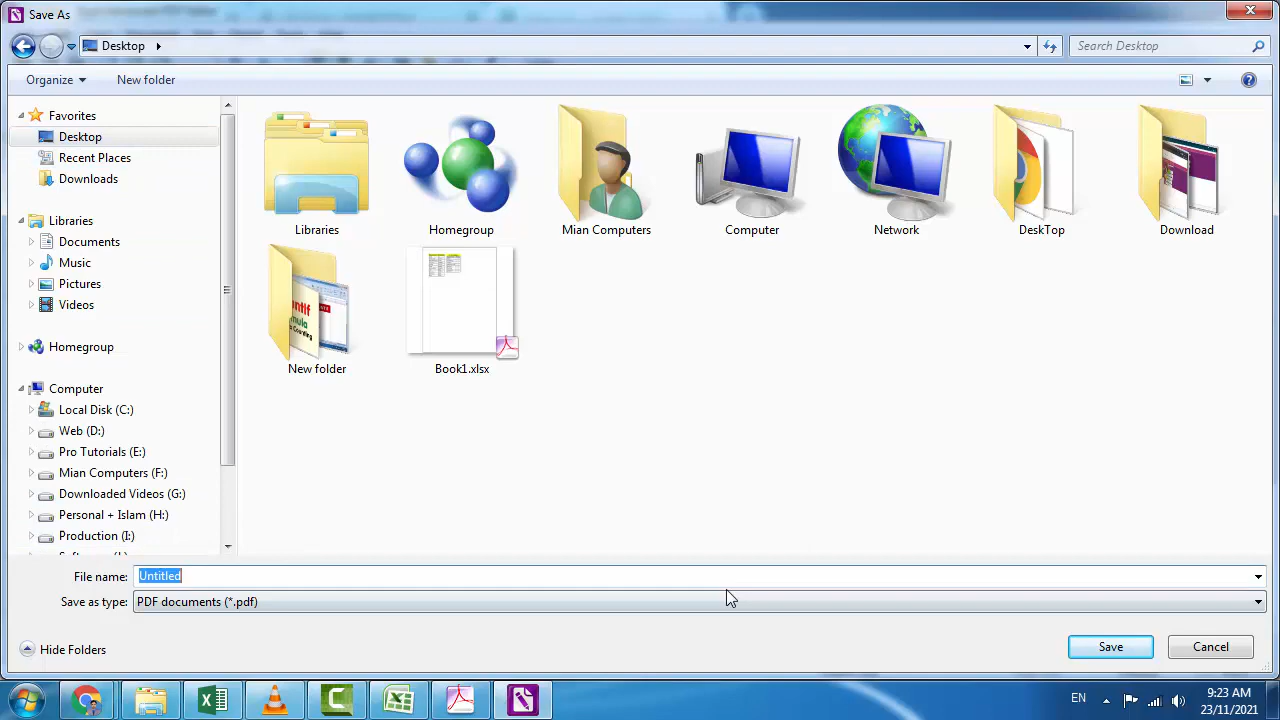 Save As
Desktop
Search Desktop
Organize
New folder
Favorites
Desktop
Recent Places
Downloads
Libraries
Documents
Music
Pictures
Videos
Homegroup
Computer
Local Disk (C:)
Web (D:)
Pro Tutorials (E:)
Mian Computers (F:)
Downloaded Videos (G:)
Personal + Islam (H:)
Production (I:)
Libraries
Homegroup
Mian Computers
Computer
Network
DeskTop
Download
New folder
Book1.xlsx
File name: Untitled
Save as type: PDF documents (*.pdf)
Hide Folders
Save
Cancel
EN
9:23 AM
23/11/2021